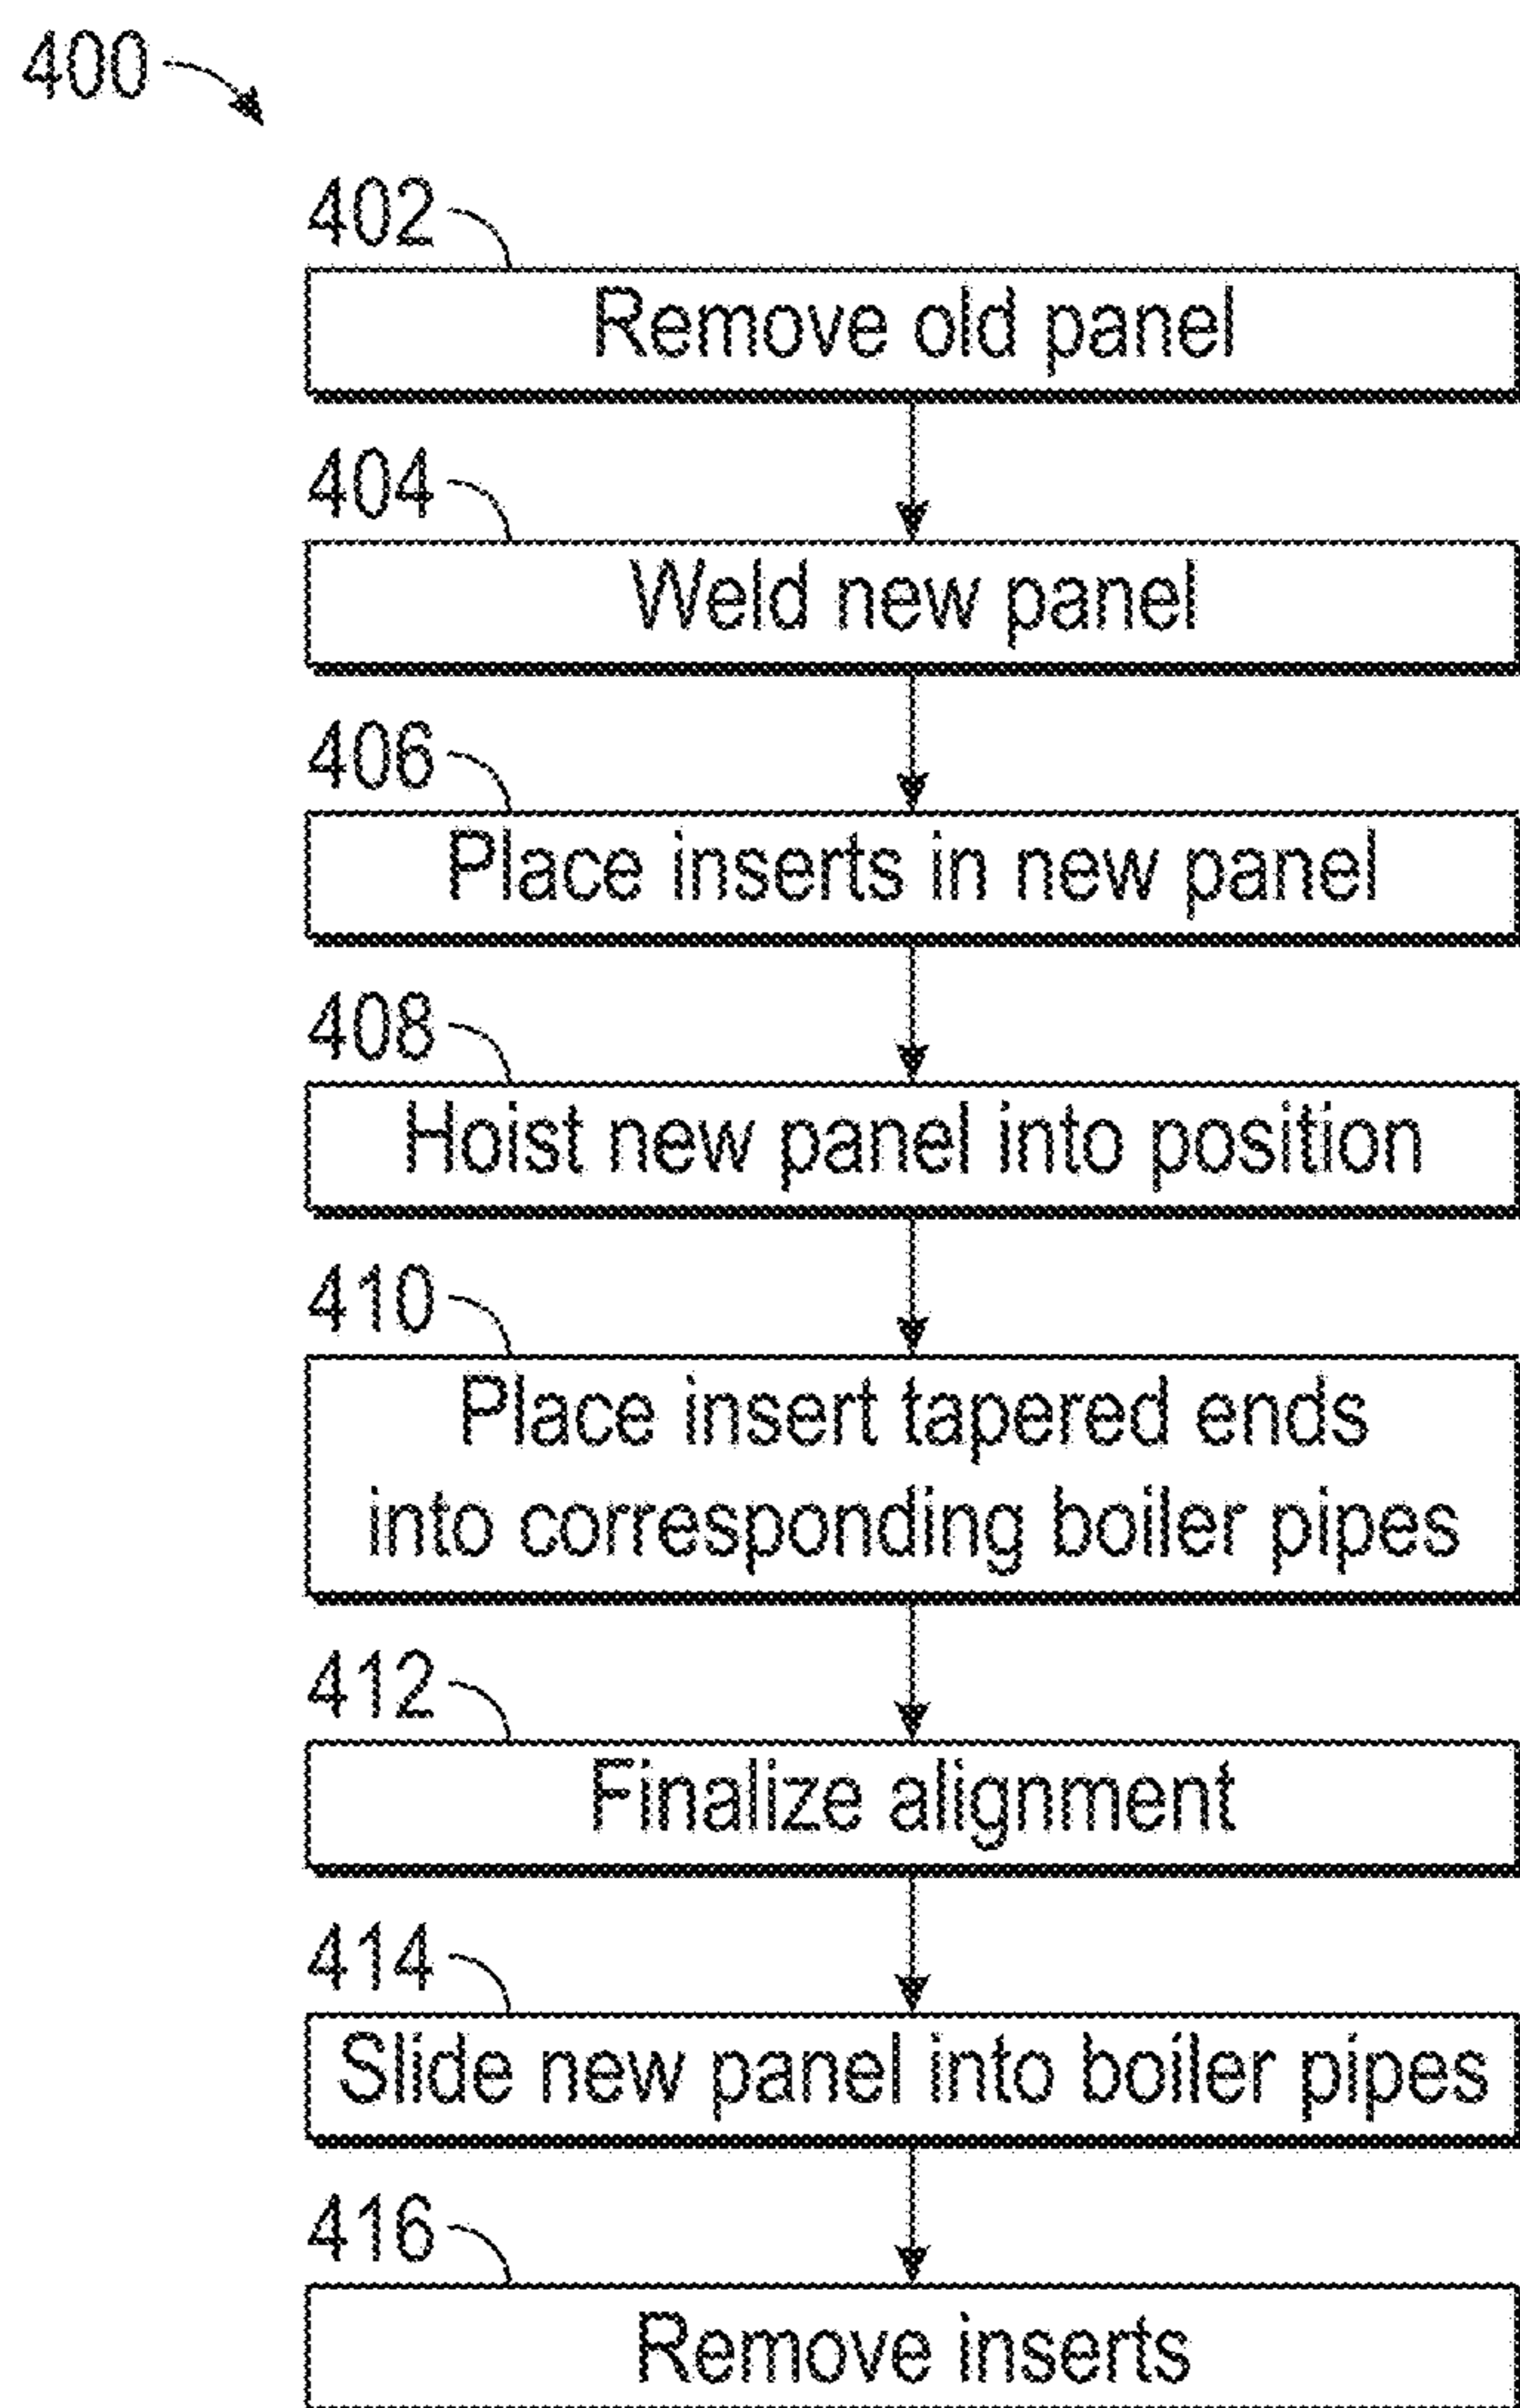 400
402
Remove old panel
404
Weld new panel
406
Place inserts in new panel
408
Hoist new panel into position
410
Place insert tapered ends
into corresponding boiler pipes
412
Finalize alignment
414
Slide new panel into boiler pipes
416
Remove inserts